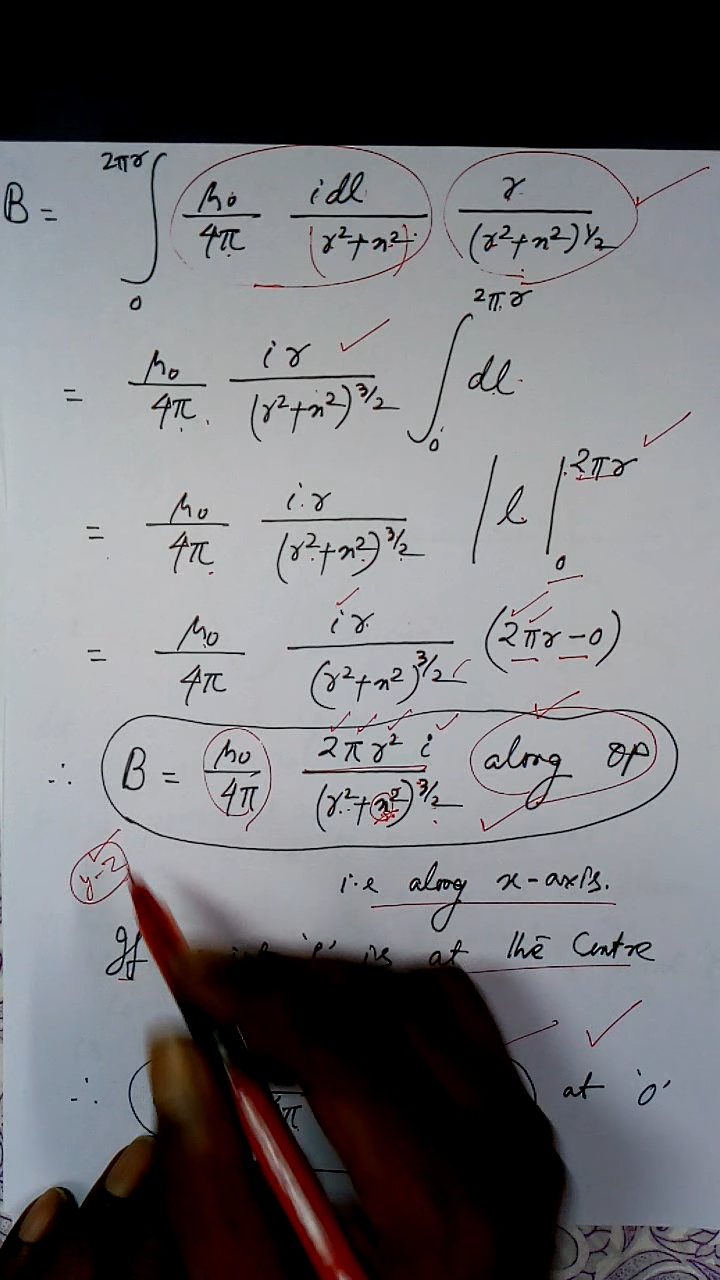 B = ∫₀^{2πr} μ₀/4π idl/(r²+x²) r/(r²+x²)^{1/2}
= μ₀/4π ir/(r²+x²)^{3/2} ∫₀^{2πr} dl
= μ₀/4π i.r/(r²+x²)^{3/2} |l|₀^{2πr}
= μ₀/4π ir/(r²+x²)^{3/2} (2πr-0)
∴ B = μ₀/4π 2πr²i/(r²+x²)^{3/2} along OP
y-z
i.e along x-axis.
If 'P' is at the Centre
∴ at 'o'